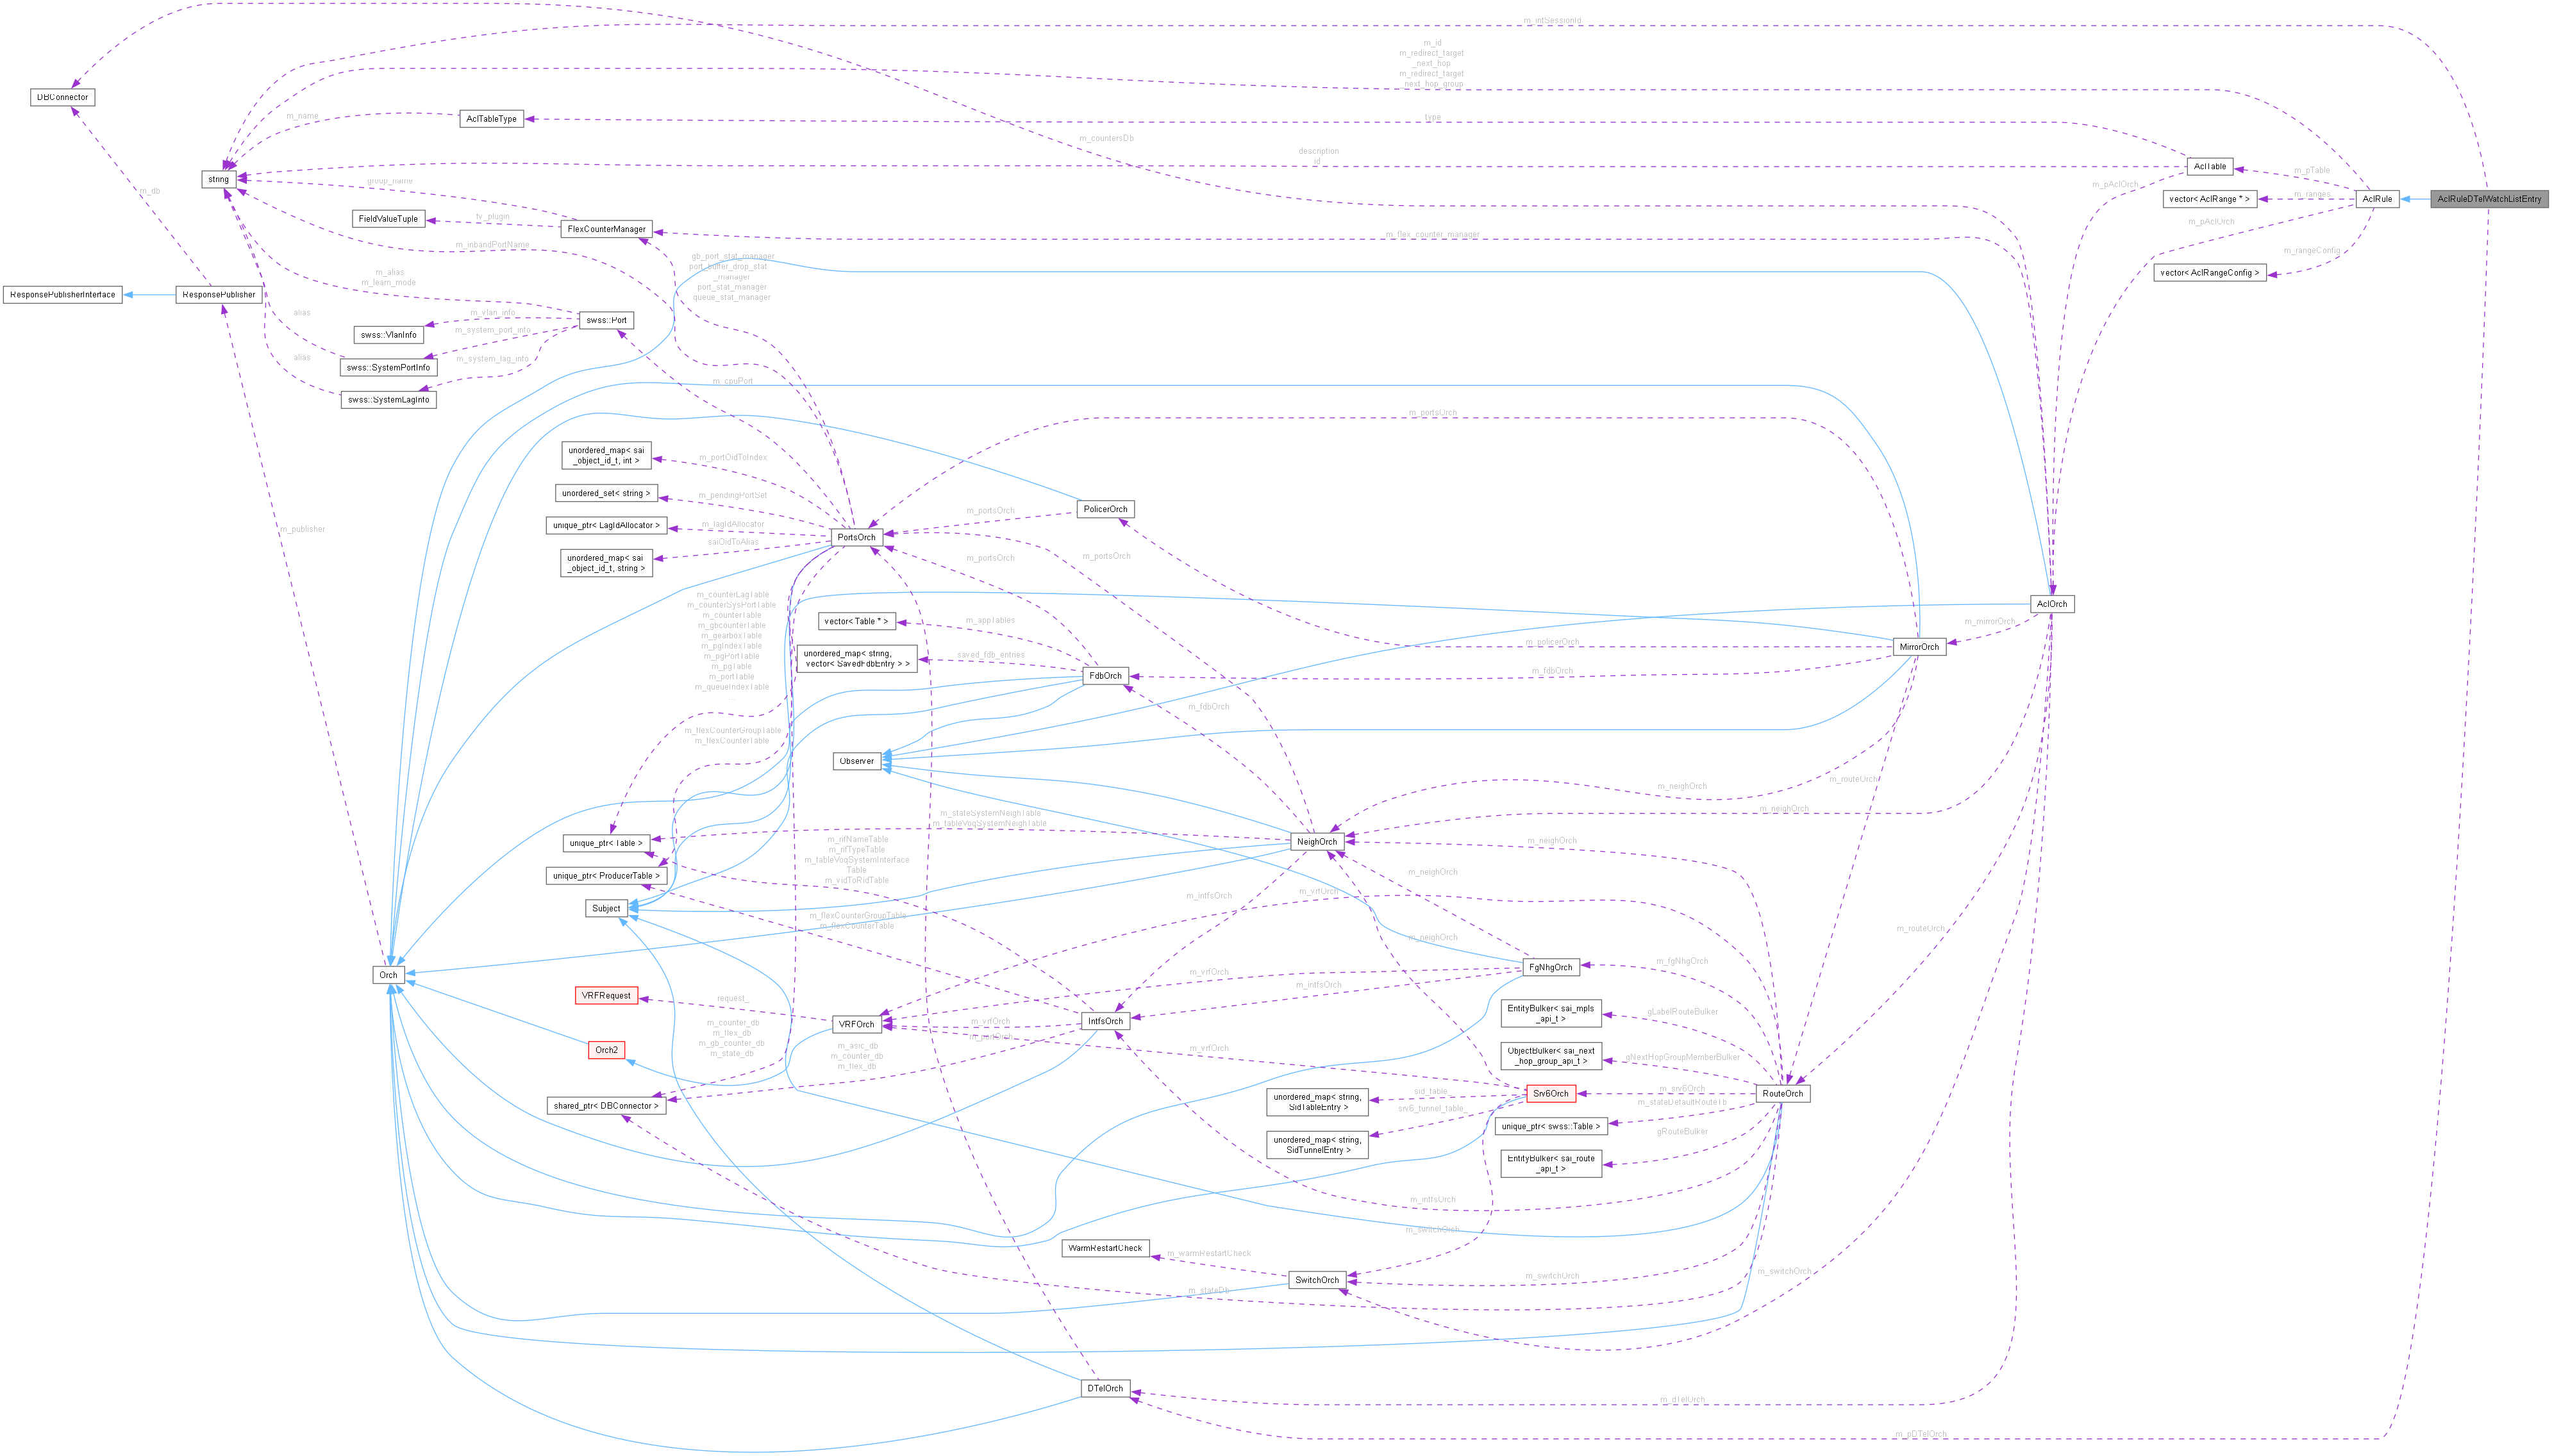 m_intSessionId
m_id
m_redirect_target
_next_hop
m_redirect_target
_next_hop_group
DBConnector
m_name
AclTableType
type
m_countersDb
description
id
AclTable
string
m_db
group_name
m_pAclOrch
m_pTable
m_ranges
vector< AclRange * >
AclRule
AclRuleDTelWatchListEntry
FieldValueTuple
fv_plugin
FlexCounterManager
m_flex_counter_manager
m_pAclOrch
m_inbandPortName
m_rangeConfig
gb_port_stat_manager
port_buffer_drop_stat
_manager
port_stat_manager
queue_stat_manager
m_alias
m_learn_mode
vector< AclRangeConfig >
ResponsePublisherInterface
ResponsePublisher
alias
m_vlan_info
swss::VlanInfo
swss::Port
m_system_port_info
alias
m_system_lag_info
swss::SystemPortInfo
swss::SystemLagInfo
m_cpuPort
m_portsOrch
unordered_map< sai
_object_id_t, int >
m_portOidToIndex
unordered_set< string >
m_pendingPortSet
m_publisher
unique_ptr< LagIdAllocator >
m_lagIdAllocator
PortsOrch
m_portsOrch
PolicerOrch
saiOidToAlias
unordered_map< sai
_object_id_t, string >
m_portsOrch
m_portsOrch
m_counterLagTable
m_counterSysPortTable
m_counterTable
m_gbcounterTable
m_gearboxTable
m_pgIndexTable
m_pgPortTable
m_pgTable
m_portTable
m_queueIndexTable
vector< Table * >
m_appTables
unordered_map< string,
vector< SavedFdbEntry > >
saved_fdb_entries
FdbOrch
m_policerOrch
m_fdbOrch
m_mirrorOrch
MirrorOrch
AclOrch
m_flexCounterGroupTable
m_flexCounterTable
m_fdbOrch
Observer
m_neighOrch
m_routeOrch
m_neighOrch
unique_ptr< Table >
m_stateSystemNeighTable
m_tableVoqSystemNeighTable
m_rifNameTable
m_rifTypeTable
m_tableVoqSystemInterface
Table
m_vidToRidTable
NeighOrch
m_neighOrch
unique_ptr< ProducerTable >
m_neighOrch
Subject
m_intfsOrch
m_vrfOrch
m_flexCounterGroupTable
m_flexCounterTable
m_neighOrch
m_routeOrch
Orch
VRFRequest
request_
m_vrfOrch
m_intfsOrch
FgNhgOrch
m_fgNhgOrch
VRFOrch
m_vrfOrch
m_portOrch
IntfsOrch
EntityBulker< sai_mpls
_api_t >
gLabelRouteBulker
Orch2
m_counter_db
m_flex_db
m_gb_counter_db
m_state_db
m_asic_db
m_counter_db
m_flex_db
m_vrfOrch
ObjectBulker< sai_next
_hop_group_api_t >
gNextHopGroupMemberBulker
shared_ptr< DBConnector >
unordered_map< string,
SidTableEntry >
sid_table_
Srv6Orch
m_srv6Orch
RouteOrch
srv6_tunnel_table_
unique_ptr< swss::Table >
m_stateDefaultRouteTb
unordered_map< string,
SidTunnelEntry >
gRouteBulker
EntityBulker< sai_route
_api_t >
m_intfsOrch
m_switchOrch
WarmRestartCheck
m_warmRestartCheck
SwitchOrch
m_switchOrch
m_switchOrch
m_stateDb
DTelOrch
m_dTelOrch
m_pDTelOrch